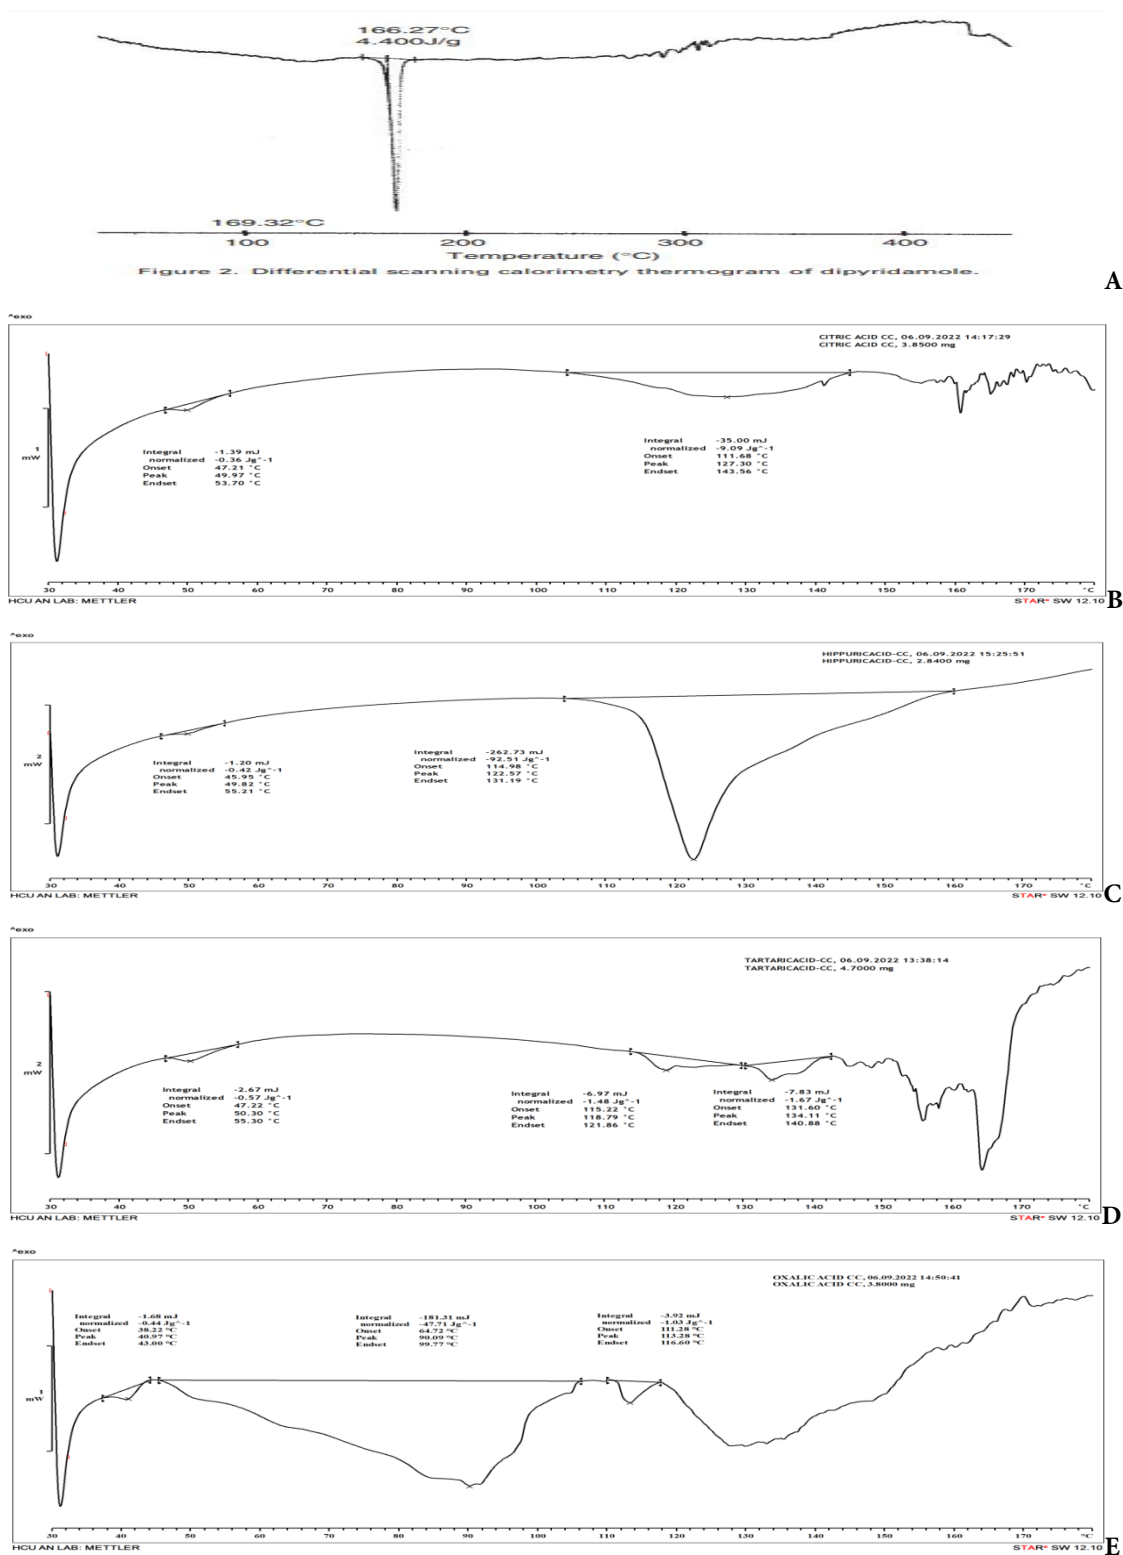 166.27°C
4.400J/g
169.32°C
100 200 300 400
Temperature (°C)
Figure 2. Differential scanning calorimetry thermogram of dipyridamole.
A
^exo
CITRIC ACID CC, 06.09.2022 14:17:29
CITRIC ACID CC, 3.8500 mg
1
mW
Integral -1.39 mJ
normalized -0.36 Jg^-1
Onset 47.21 °C
Peak 49.97 °C
Endset 53.70 °C
Integral -35.00 mJ
normalized -9.09 Jg^-1
Onset 111.68 °C
Peak 127.30 °C
Endset 143.56 °C
30 40 50 60 70 80 90 100 110 120 130 140 150 160 170 °C
HCU AN LAB: METTLER
STARe SW 12.10
B
^exo
HIPPURICACID-CC, 06.09.2022 15:25:51
HIPPURICACID-CC, 2.8400 mg
2
mW
Integral -1.20 mJ
normalized -0.42 Jg^-1
Onset 45.95 °C
Peak 49.82 °C
Endset 55.21 °C
Integral -262.73 mJ
normalized -92.51 Jg^-1
Onset 114.98 °C
Peak 122.57 °C
Endset 131.19 °C
30 40 50 60 70 80 90 100 110 120 130 140 150 160 170 °C
HCU AN LAB: METTLER
STARe SW 12.10
C
^exo
TARTARICACID-CC, 06.09.2022 13:38:14
TARTARICACID-CC, 4.7000 mg
2
mW
Integral -2.67 mJ
normalized -0.57 Jg^-1
Onset 47.22 °C
Peak 50.30 °C
Endset 55.30 °C
Integral -6.97 mJ
normalized -1.48 Jg^-1
Onset 115.22 °C
Peak 118.79 °C
Endset 121.86 °C
Integral -7.83 mJ
normalized -1.67 Jg^-1
Onset 131.60 °C
Peak 134.11 °C
Endset 140.88 °C
30 40 50 60 70 80 90 100 110 120 130 140 150 160 170 °C
HCU AN LAB: METTLER
STARe SW 12.10
D
^exo
OXALIC ACID CC, 06.09.2022 14:50:41
OXALIC ACID CC, 3.8000 mg
1
mW
Integral -1.68 mJ
normalized -0.44 Jg^-1
Onset 38.22 °C
Peak 40.97 °C
Endset 43.00 °C
Integral -181.31 mJ
normalized -47.71 Jg^-1
Onset 64.72 °C
Peak 90.09 °C
Endset 99.77 °C
Integral -3.92 mJ
normalized -1.03 Jg^-1
Onset 111.28 °C
Peak 113.28 °C
Endset 116.60 °C
30 40 50 60 70 80 90 100 110 120 130 140 150 160 170 °C
HCU AN LAB: METTLER
STARe SW 12.10
E